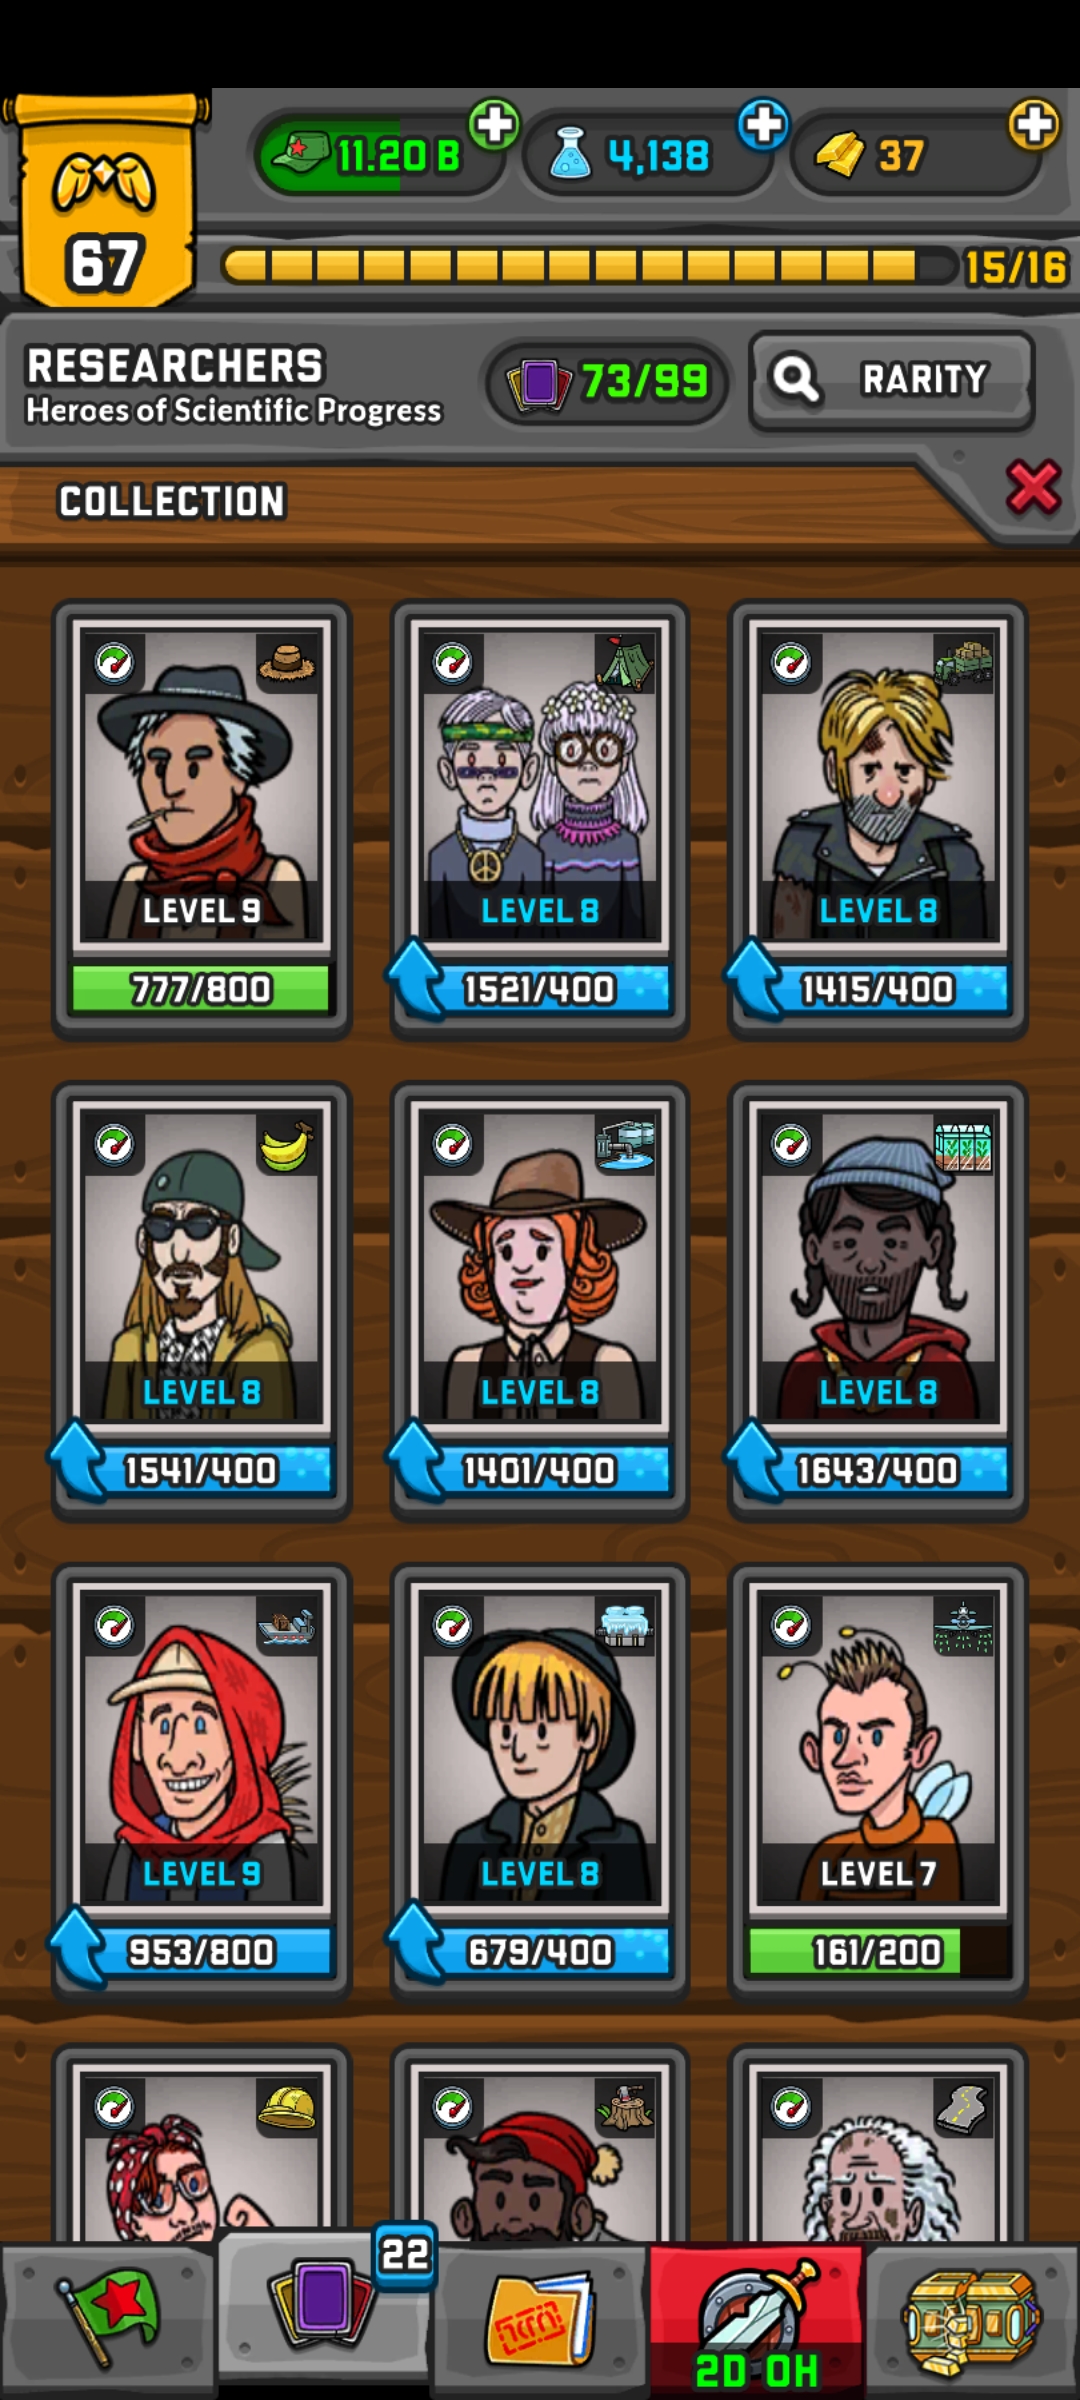 11.20 B
4,138
37
67
15/16
RESEARCHERS
Heroes of Scientific Progress
73/99
RARITY
COLLECTION
LEVEL 9
LEVEL 8
LEVEL 8
777/800
1521/400
1415/400
LEVEL 8
LEVEL 8
LEVEL 8
1541/400
1401/400
1643/400
LEVEL 9
LEVEL 8
LEVEL 7
953/800
679/400
161/200
22
2D 0H